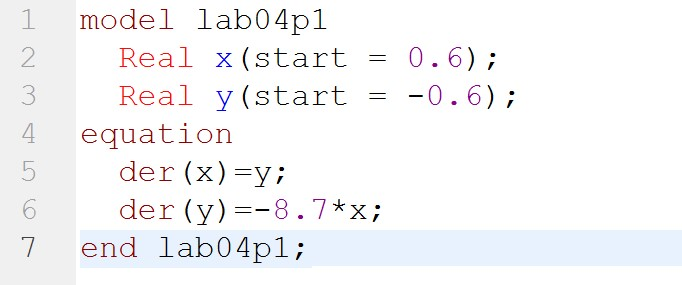 1 model lab04p1
2   Real x(start = 0.6);
3   Real y(start = -0.6);
4 equation
5   der(x)=y;
6   der(y)=-8.7*x;
7 end lab04p1;